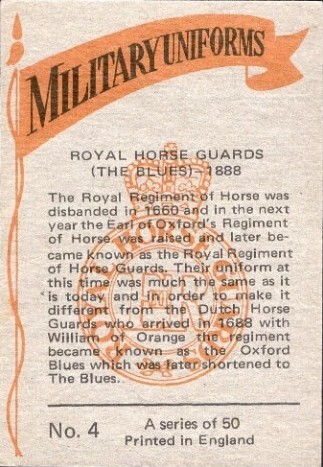 MILITARY UNIFORMS
ROYAL HORSE GUARDS
(THE BLUES)-1888
The Royal Regiment of Horse was
disbanded in 1660 and in the next
year the Earl of Oxford's Regiment
of Horse was raised and later be-
came known as the Royal Regiment
of Horse Guards. Their uniform at
this time was much the same as it
is today and in order to make it
different from the Dutch Horse
Guards who arrived in 1688 with
William of Orange the regiment
became known as the Oxford
Blues which was later shortened to
The Blues.
No. 4
A series of 50
Printed in England
ROYAL HORSE GUARDS